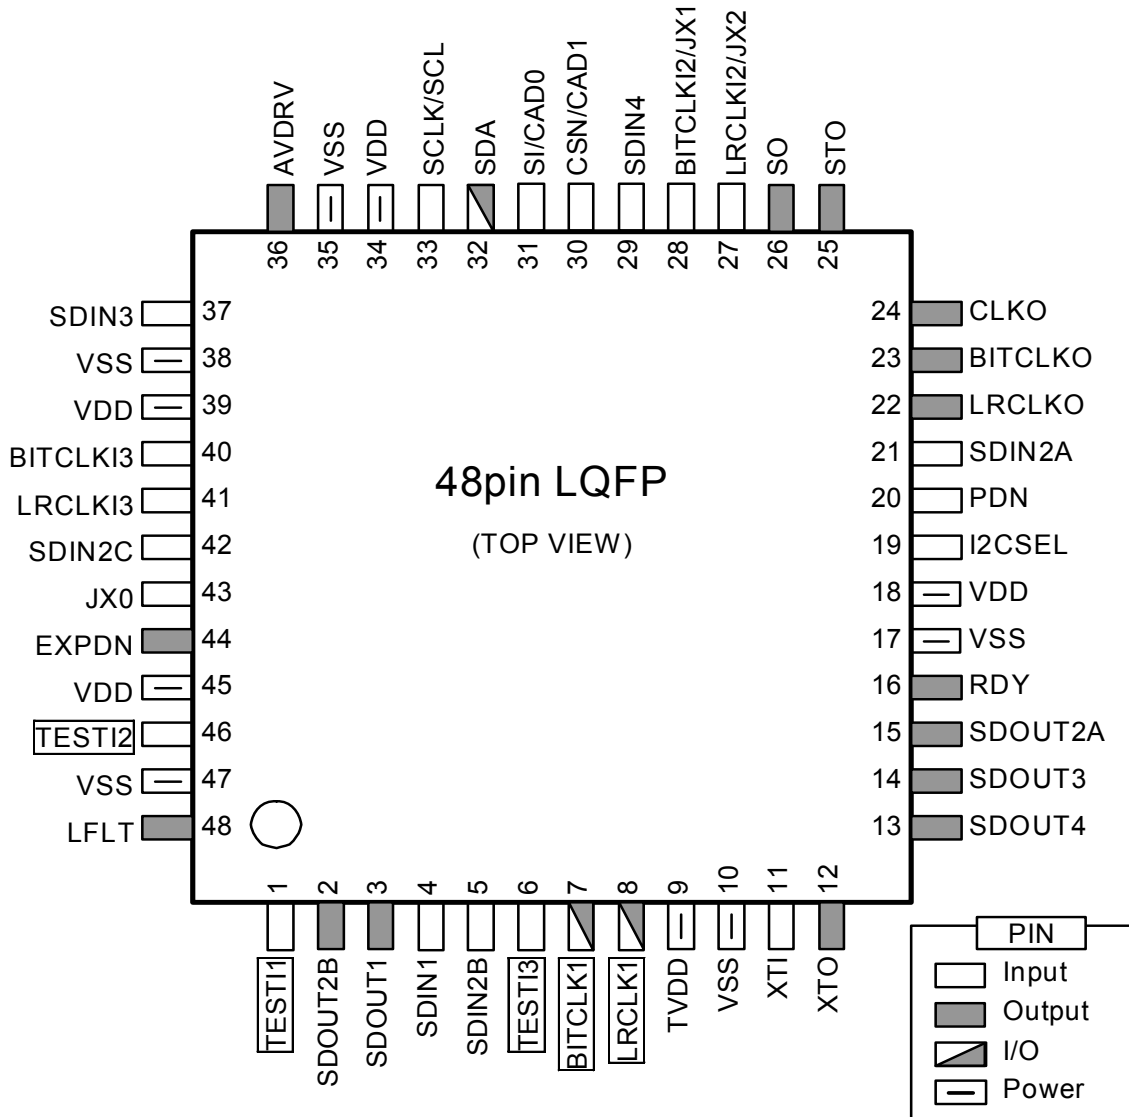 AVDRV
VSS
VDD
SCLK/SCL
SDA
SI/CAD0
CSN/CAD1
SDIN4
BITCLKI2/JX1
LRCLKI2/JX2
SO
STO
36
35
34
33
32
31
30
29
28
27
26
25
SDIN3 37
VSS 38
VDD 39
BITCLKI3 40
LRCLKI3 41
SDIN2C 42
JX0 43
EXPDN 44
VDD 45
TESTI2 46
VSS 47
LFLT 48
48pin LQFP
(TOP VIEW)
24 CLKO
23 BITCLKO
22 LRCLKO
21 SDIN2A
20 PDN
19 I2CSEL
18 VDD
17 VSS
16 RDY
15 SDOUT2A
14 SDOUT3
13 SDOUT4
1
2
3
4
5
6
7
8
9
10
11
12
TESTI1
SDOUT2B
SDOUT1
SDIN1
SDIN2B
TESTI3
BITCLK1
LRCLK1
TVDD
VSS
XTI
XTO
PIN
Input
Output
I/O
Power